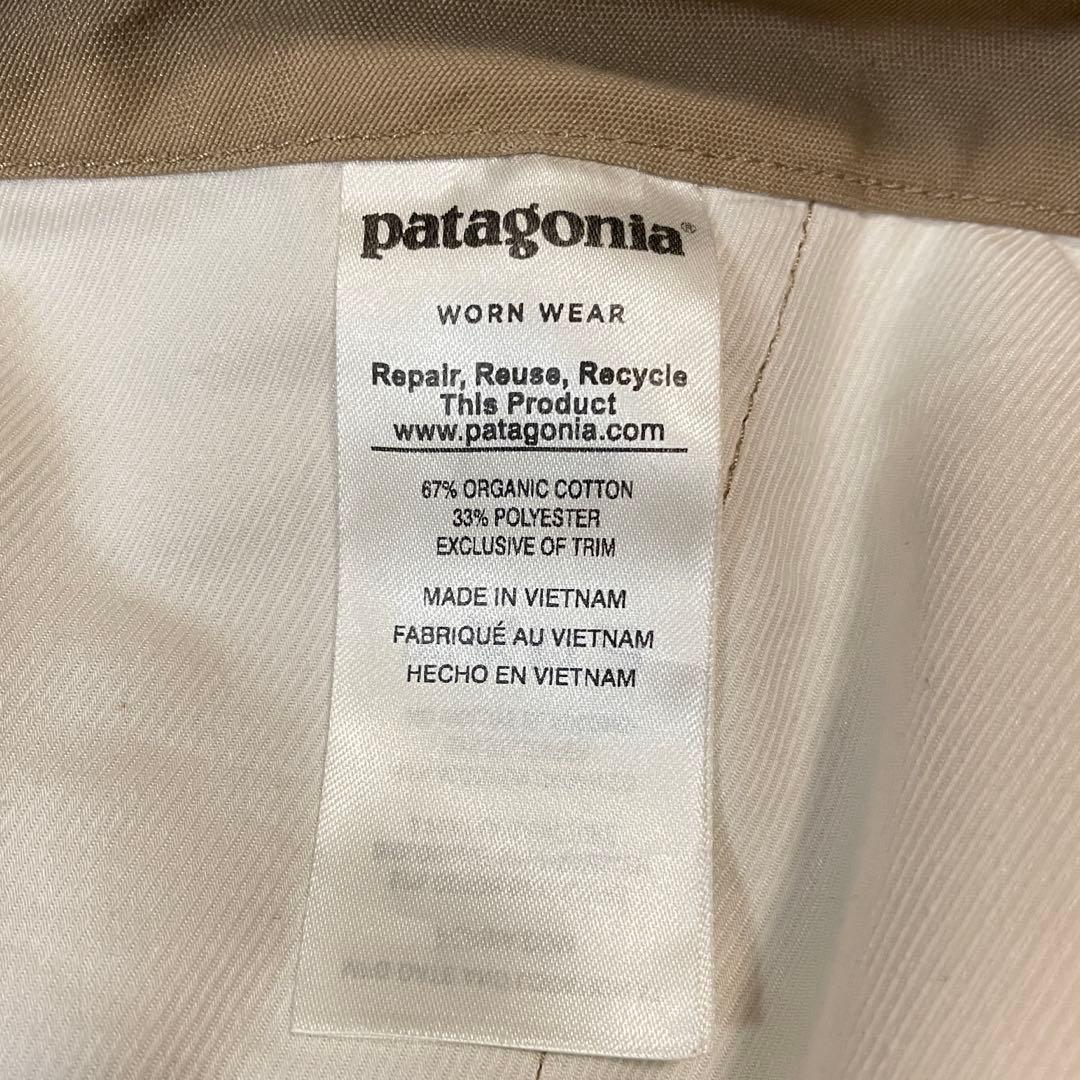 patagonia®
WORN WEAR
Repair, Reuse, Recycle
This Product
www.patagonia.com
67% ORGANIC COTTON
33% POLYESTER
EXCLUSIVE OF TRIM
MADE IN VIETNAM
FABRIQUÉ AU VIETNAM
HECHO EN VIETNAM